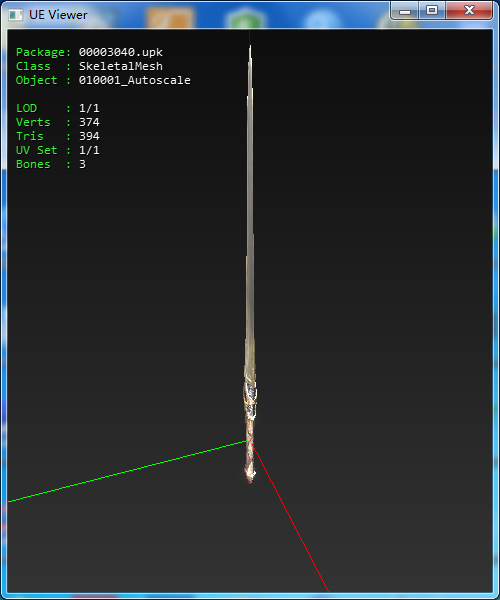 UE Viewer
Package: 00003040.upk
Class : SkeletalMesh
Object : 010001_Autoscale
LOD : 1/1
Verts : 374
Tris : 394
UV Set : 1/1
Bones : 3